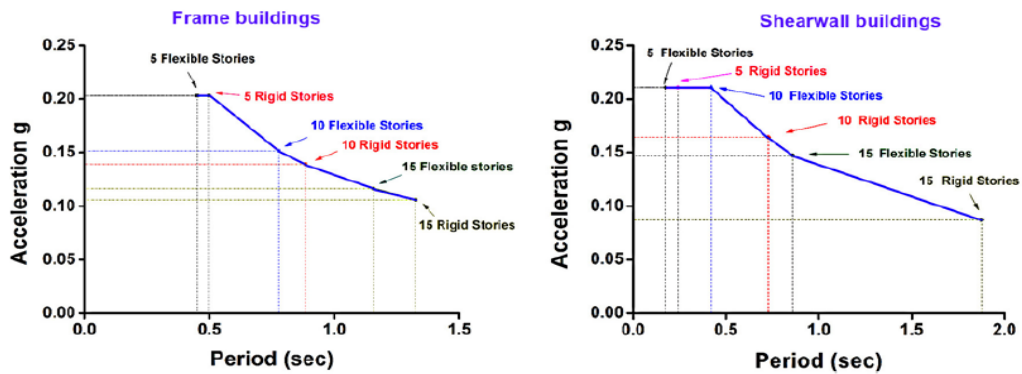 Frame buildings
0.25
0.20
0.15
0.10
0.05
0.00
Acceleration g
5 Flexible Stories
5 Rigid Stories
10 Flexible Stories
10 Rigid Stories
15 Flexible stories
15 Rigid Stories
0.0
0.5
1.0
1.5
Period (sec)
Shearwall buildings
0.25
0.20
0.15
0.10
0.05
0.00
Acceleration g
5 Flexible Stories
5 Rigid Stories
10 Flexible Stories
10 Rigid Stories
15 Flexible Stories
15 Rigid Stories
0.0
0.5
1.0
1.5
2.0
Period (sec)